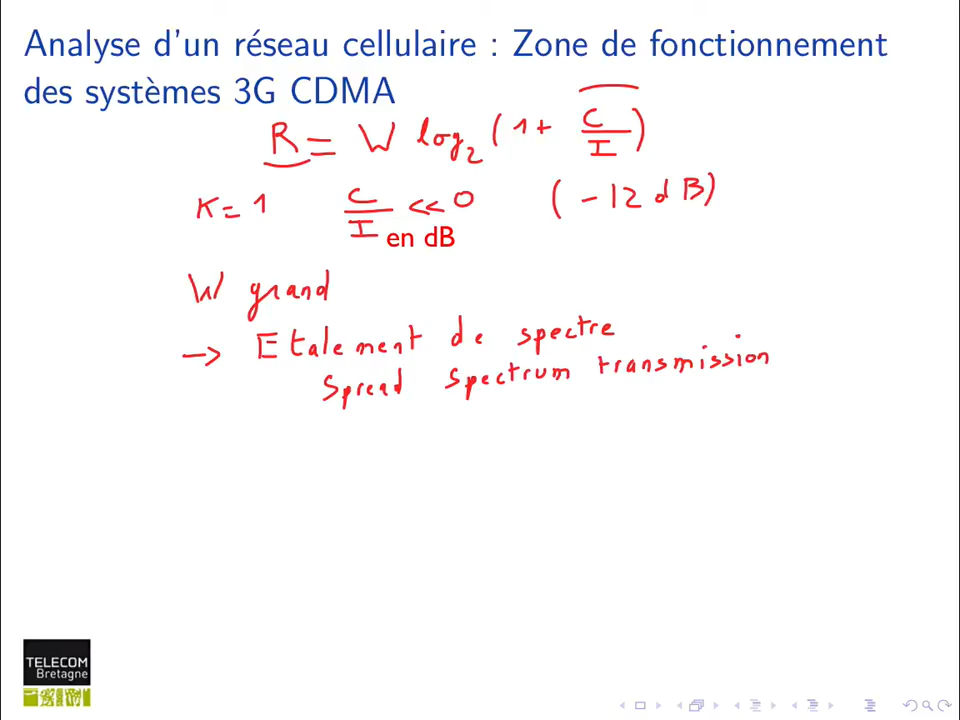 Analyse d'un réseau cellulaire : Zone de fonctionnement
des systèmes 3G CDMA
R = W log₂ (1 + C/I)
K = 1 C/I << 0 (-12 dB)
en dB
W grand
→ Etalement de spectre
Spread spectrum transmission
TELECOM
Bretagne